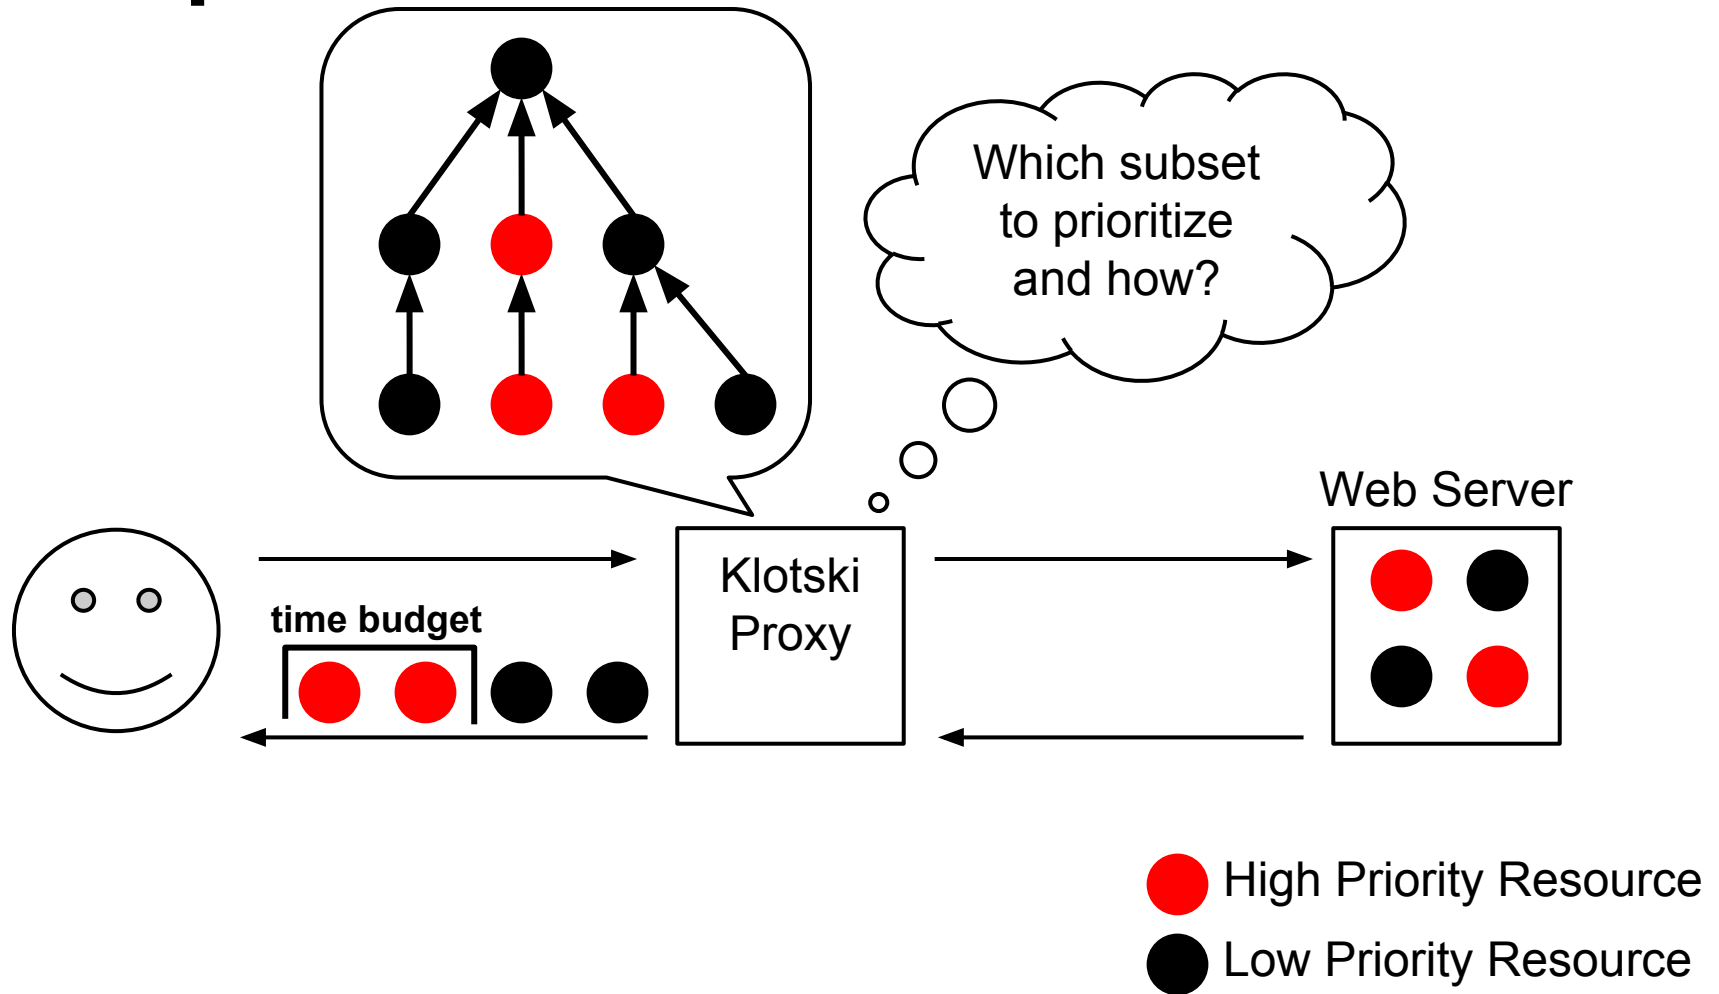 Which subset
to prioritize
and how?
Web Server
Klotski
Proxy
time budget
High Priority Resource
Low Priority Resource